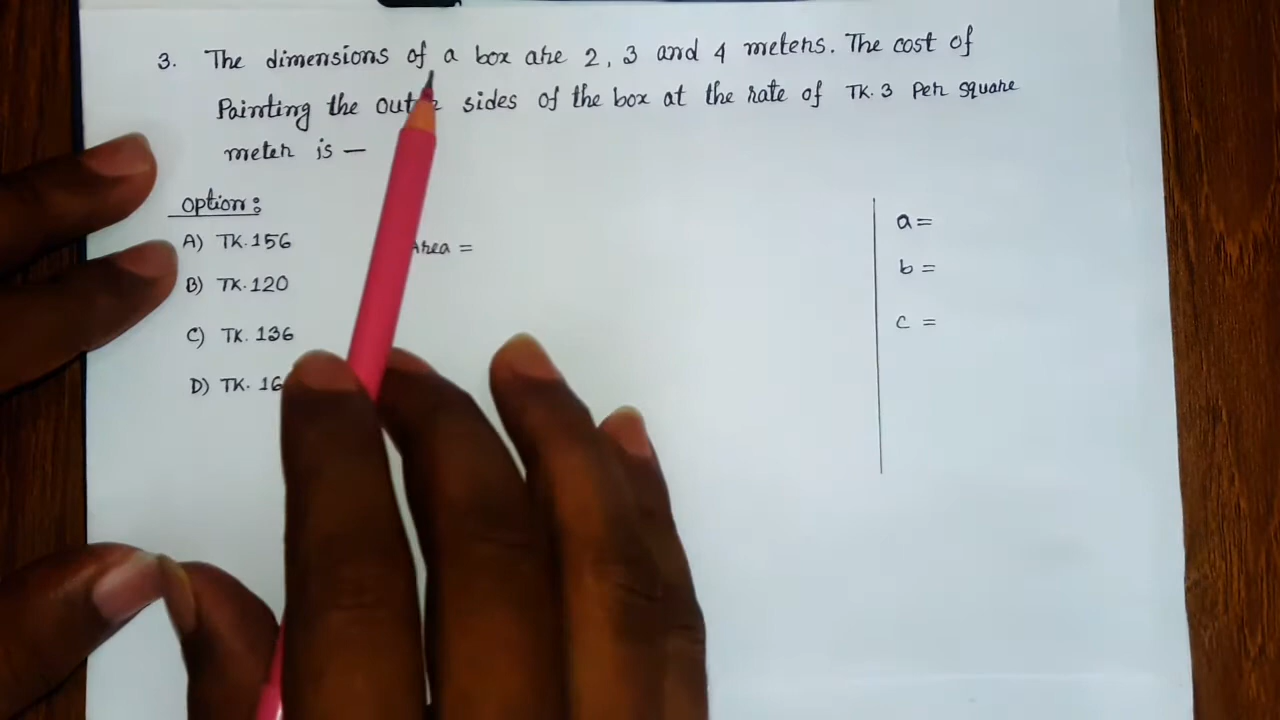 3. The dimensions of a box are 2, 3 and 4 meters. The cost of
Painting the sides of the box at the rate of TK. 3 Per square
meter is —
option:
A) TK. 156
B) TK. 120
C) TK. 136
D) TK.
=
a =
b =
c =